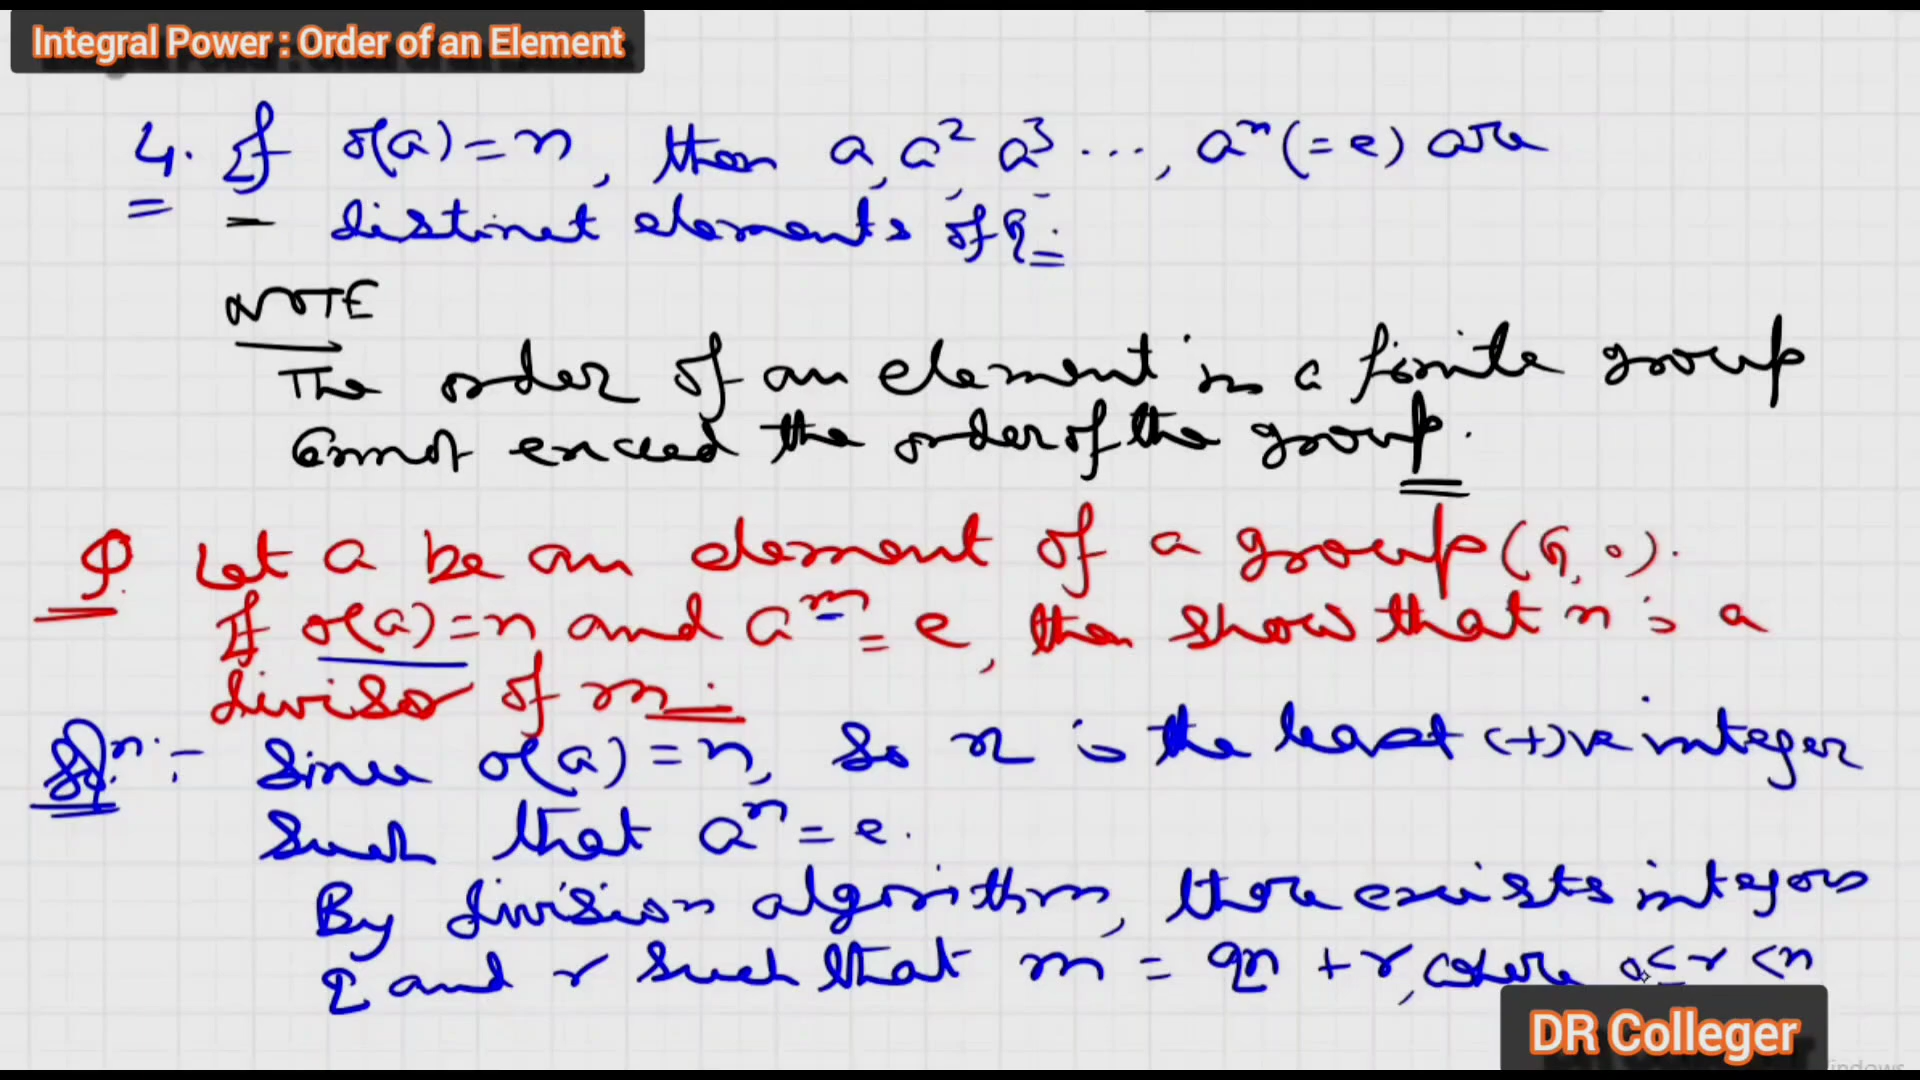 Integral Power : Order of an Element
4. If o(a) = n, then a, a², a³ ..., aⁿ (= e) are
distinct elements of G.
NOTE
The order of an element in a finite group
cannot exceed the order of the group.
Q Let a be an element of a group (G, o).
If o(a) = n and aᵐ = e, then show that n is a
divisor of m.
Solⁿ:- Since o(a) = n, So n is the least (+)ve integer
Such that aⁿ = e.
By division algorithm, there exists integers
q and r such that m = qn + r, where 0 ≤ r < n
DR Colleger